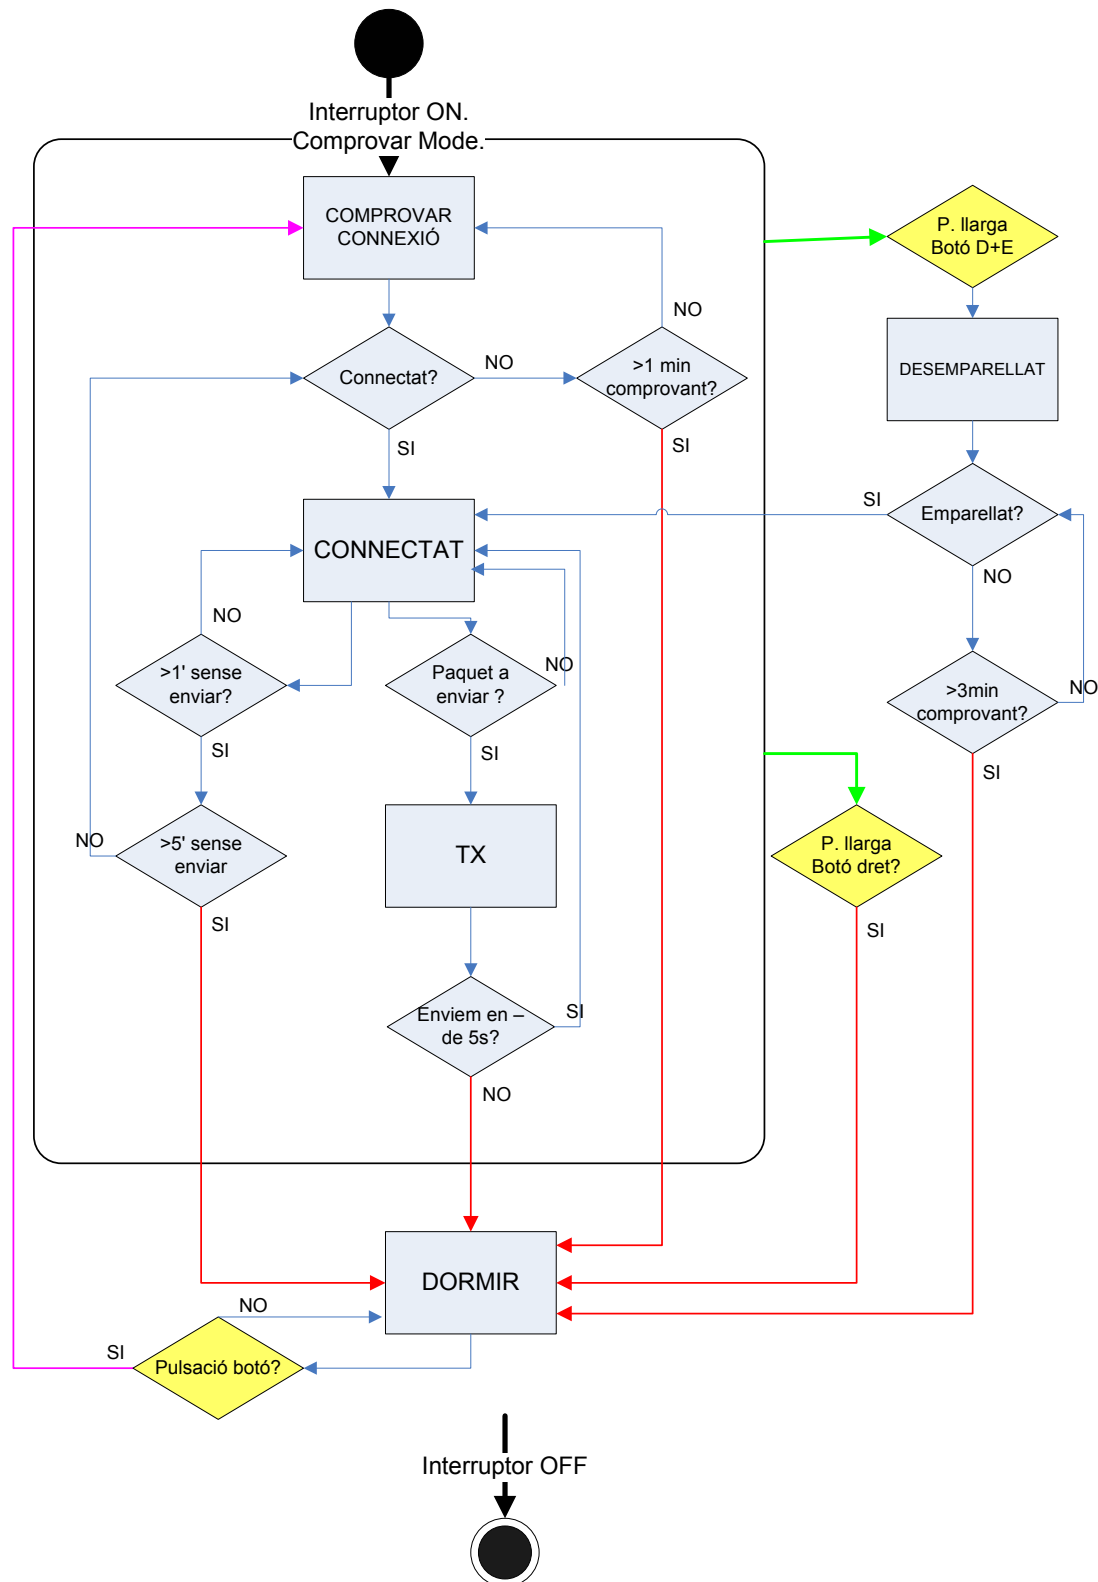 Interruptor ON.
Comprovar Mode.
COMPROVAR
CONNEXIÓ
P. llarga
Botó D+E
NO
Connectat?
NO
>1 min
comprovant?
DESEMPARELLAT
SI
SI
SI
Emparellat?
CONNECTAT
NO
NO
>1' sense
enviar?
Paquet a
enviar ?
NO
>3min
comprovant?
NO
SI
SI
SI
NO
>5' sense
enviar
TX
P. llarga
Botó dret?
SI
SI
Enviem en –
de 5s?
SI
NO
DORMIR
NO
SI
Pulsació botó?
Interruptor OFF